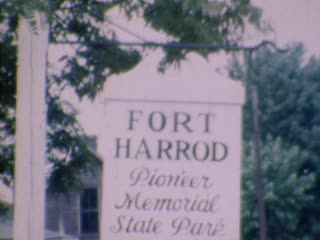 FORT
HARROD
Pioneer
Memorial
State Park